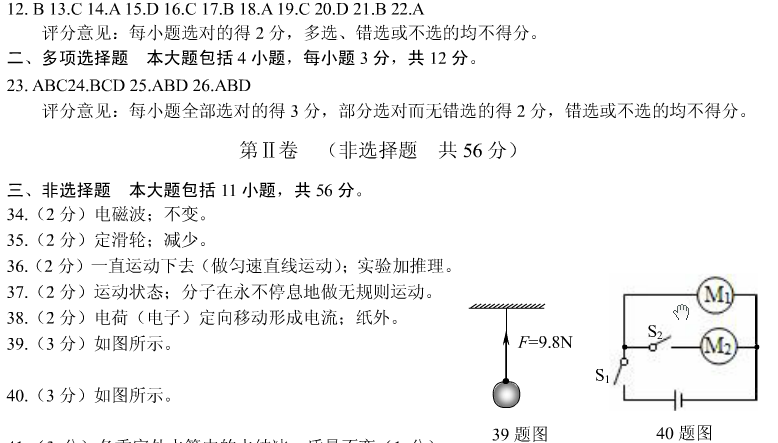 12. B 13.C 14.A 15.D 16.C 17.B 18.A 19.C 20.D 21.B 22.A
评分意见：每小题选对的得 2 分，多选、错选或不选的均不得分。
二、多项选择题　本大题包括 4 小题，每小题 3 分，共 12 分。
23. ABC24.BCD 25.ABD 26.ABD
评分意见：每小题全部选对的得 3 分，部分选对而无错选的得 2 分，错选或不选的均不得分。
第Ⅱ卷　（非选择题　共 56 分）
三、非选择题　本大题包括 11 小题，共 56 分。
34.（2 分）电磁波；不变。
35.（2 分）定滑轮；减少。
36.（2 分）一直运动下去（做匀速直线运动）；实验加推理。
37.（2 分）运动状态；分子在永不停息地做无规则运动。
38.（2 分）电荷（电子）定向移动形成电流；纸外。
39.（3 分）如图所示。
40.（3 分）如图所示。
F=9.8N
39 题图
M1
S2
M2
S1
40 题图